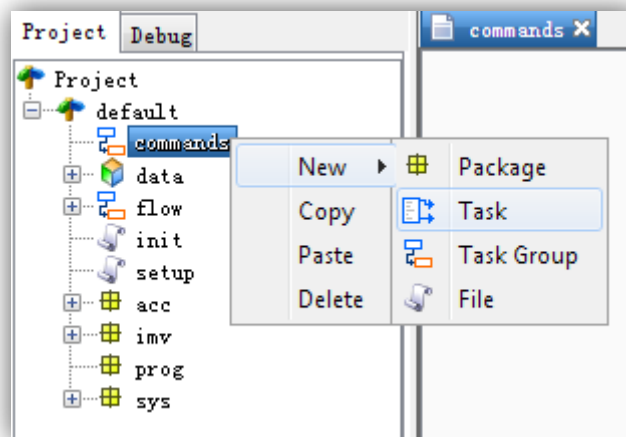 Project Debug
commands
Project
default
commands
data
flow
init
setup
acc
imv
prog
sys
New
Copy
Paste
Delete
Package
Task
Task Group
File